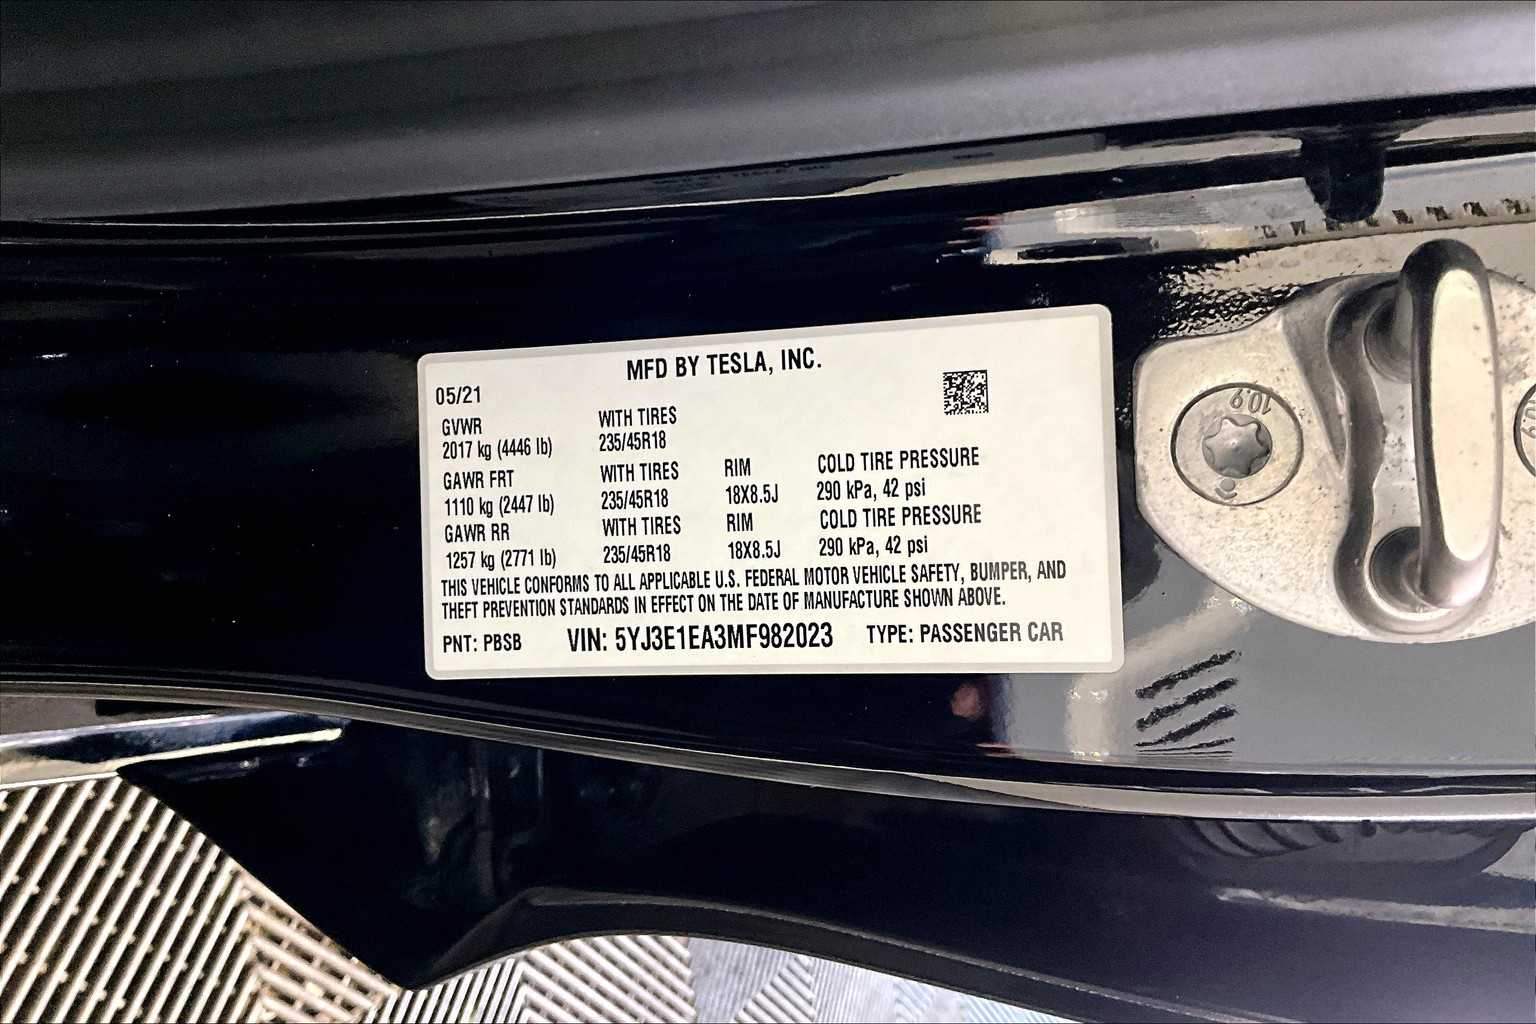 MFD BY TESLA, INC.
05/21
GVWR WITH TIRES
2017 kg (4446 lb) 235/45R18
GAWR FRT WITH TIRES RIM COLD TIRE PRESSURE
1110 kg (2447 lb) 235/45R18 18X8.5J 290 kPa, 42 psi
GAWR RR WITH TIRES RIM COLD TIRE PRESSURE
1257 kg (2771 lb) 235/45R18 18X8.5J 290 kPa, 42 psi
THIS VEHICLE CONFORMS TO ALL APPLICABLE U.S. FEDERAL MOTOR VEHICLE SAFETY, BUMPER, AND
THEFT PREVENTION STANDARDS IN EFFECT ON THE DATE OF MANUFACTURE SHOWN ABOVE.
PNT: PBSB VIN: 5YJ3E1EA3MF982023 TYPE: PASSENGER CAR
10.9